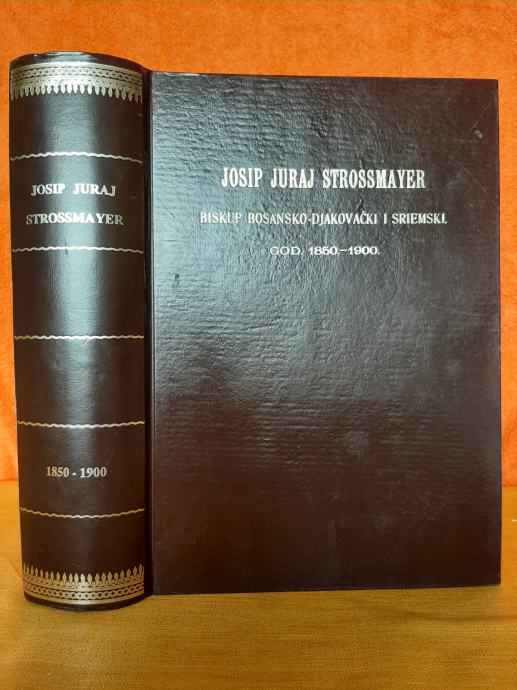 JOSIP JURAJ
STROSSMAYER
1850 - 1900
JOSIP JURAJ STROSSMAYER
BISKUP BOSANSKO-DJAKOVAČKI I SRIEMSKI.
GOD. 1850.–1900.